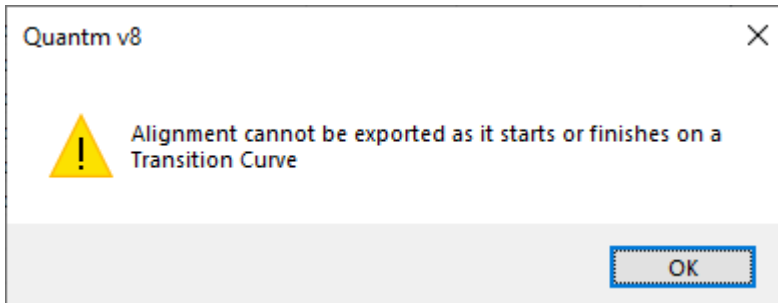 Quantm v8
Alignment cannot be exported as it starts or finishes on a
Transition Curve
OK